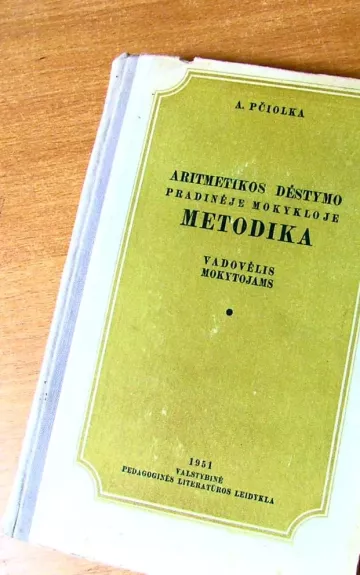 A. PČIOLKA
ARITMETIKOS DĖSTYMO
PRADINĖJE MOKYKLOJE
METODIKA
VADOVĖLIS
MOKYTOJAMS
1951
VALSTYBINĖ
PEDAGOGINĖS LITERATŪROS LEIDYKLA